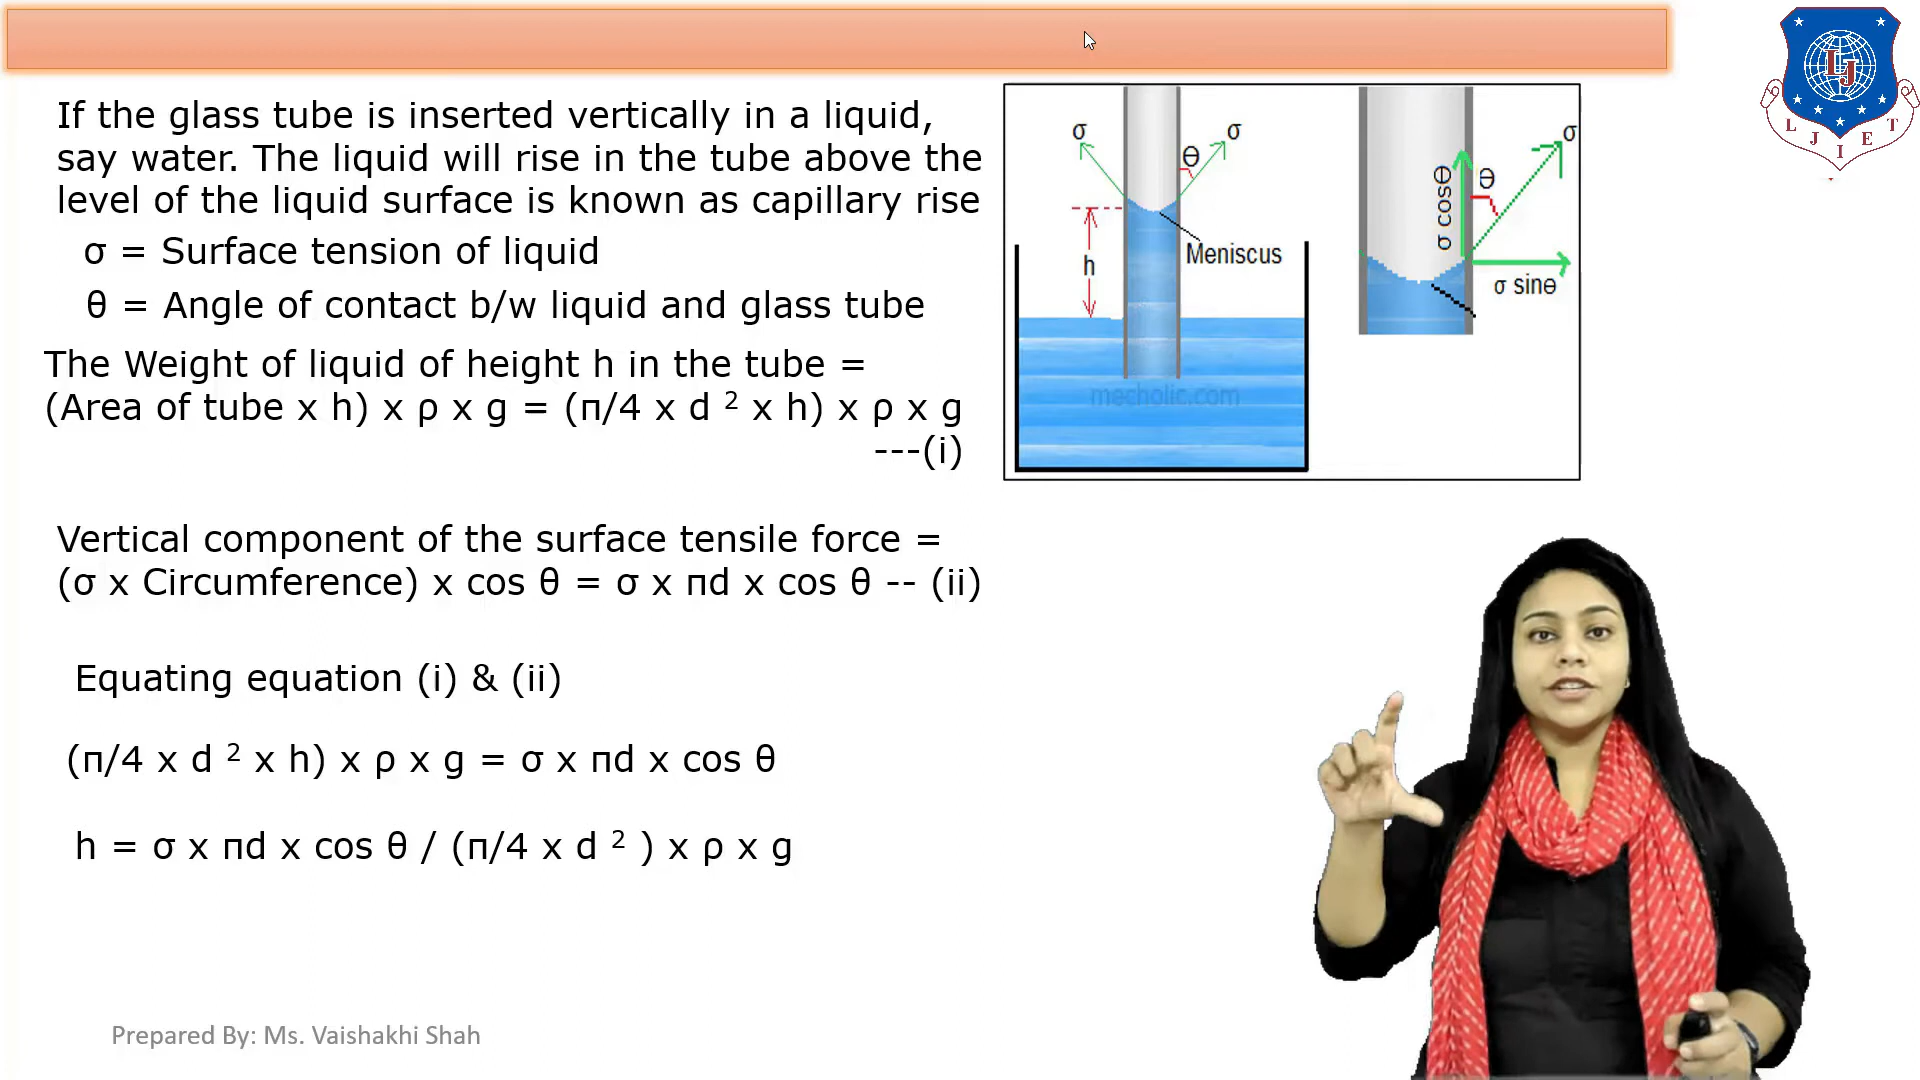 If the glass tube is inserted vertically in a liquid,
say water. The liquid will rise in the tube above the
level of the liquid surface is known as capillary rise
σ = Surface tension of liquid
θ = Angle of contact b/w liquid and glass tube
The Weight of liquid of height h in the tube =
(Area of tube x h) x ρ x g = (π/4 x d ² x h) x ρ x g
---(i)
Vertical component of the surface tensile force =
(σ x Circumference) x cos θ = σ x πd x cos θ -- (ii)
Equating equation (i) & (ii)
(π/4 x d ² x h) x ρ x g = σ x πd x cos θ
h = σ x πd x cos θ / (π/4 x d ² ) x ρ x g
Prepared By: Ms. Vaishakhi Shah
σ
σ
θ
h
Meniscus
mecholic.com
σ
θ
σ cosθ
σ sinθ
LJ
L J I E T